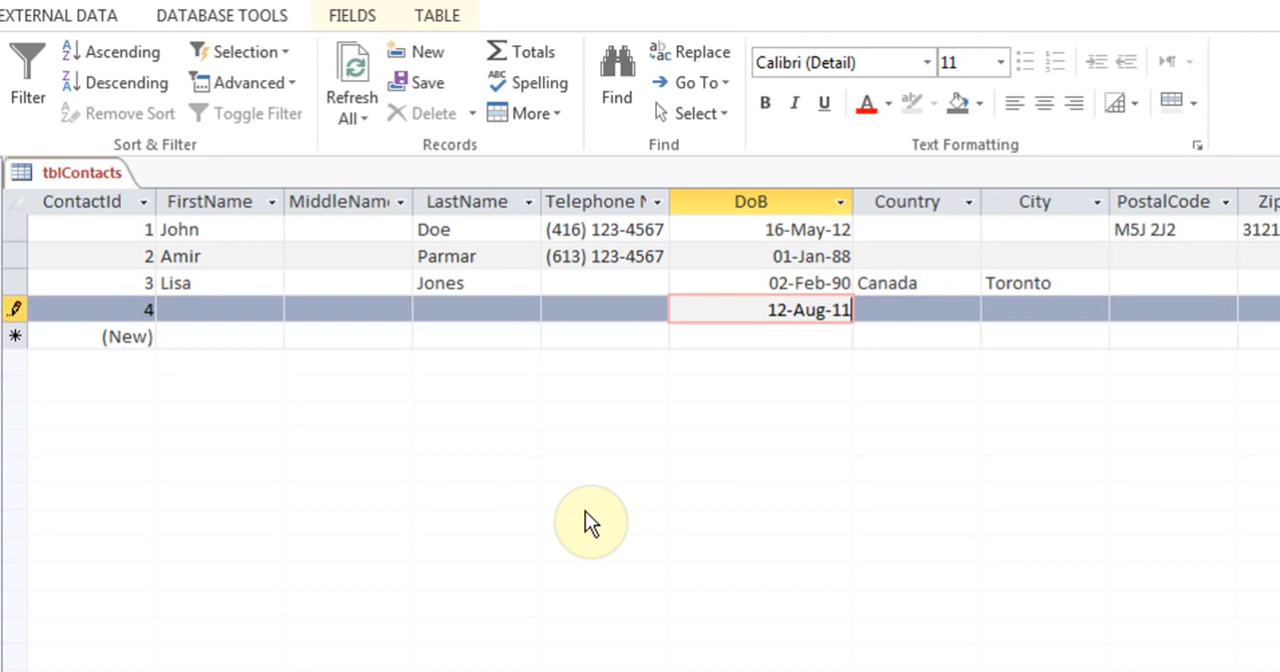 EXTERNAL DATA DATABASE TOOLS FIELDS TABLE
Filter
Ascending
Descending
Remove Sort
Selection
Advanced
Toggle Filter
Sort & Filter
Refresh
All
New
Save
Delete
Totals
Spelling
More
Records
Find
Replace
Go To
Select
Find
Calibri (Detail) 11
B I U A
Text Formatting
tblContacts
ContactId FirstName MiddleName LastName Telephone N DoB Country City PostalCode Zip
1 John Doe (416) 123-4567 16-May-12 M5J 2J2 3121
2 Amir Parmar (613) 123-4567 01-Jan-88
3 Lisa Jones 02-Feb-90 Canada Toronto
4 12-Aug-11
(New)